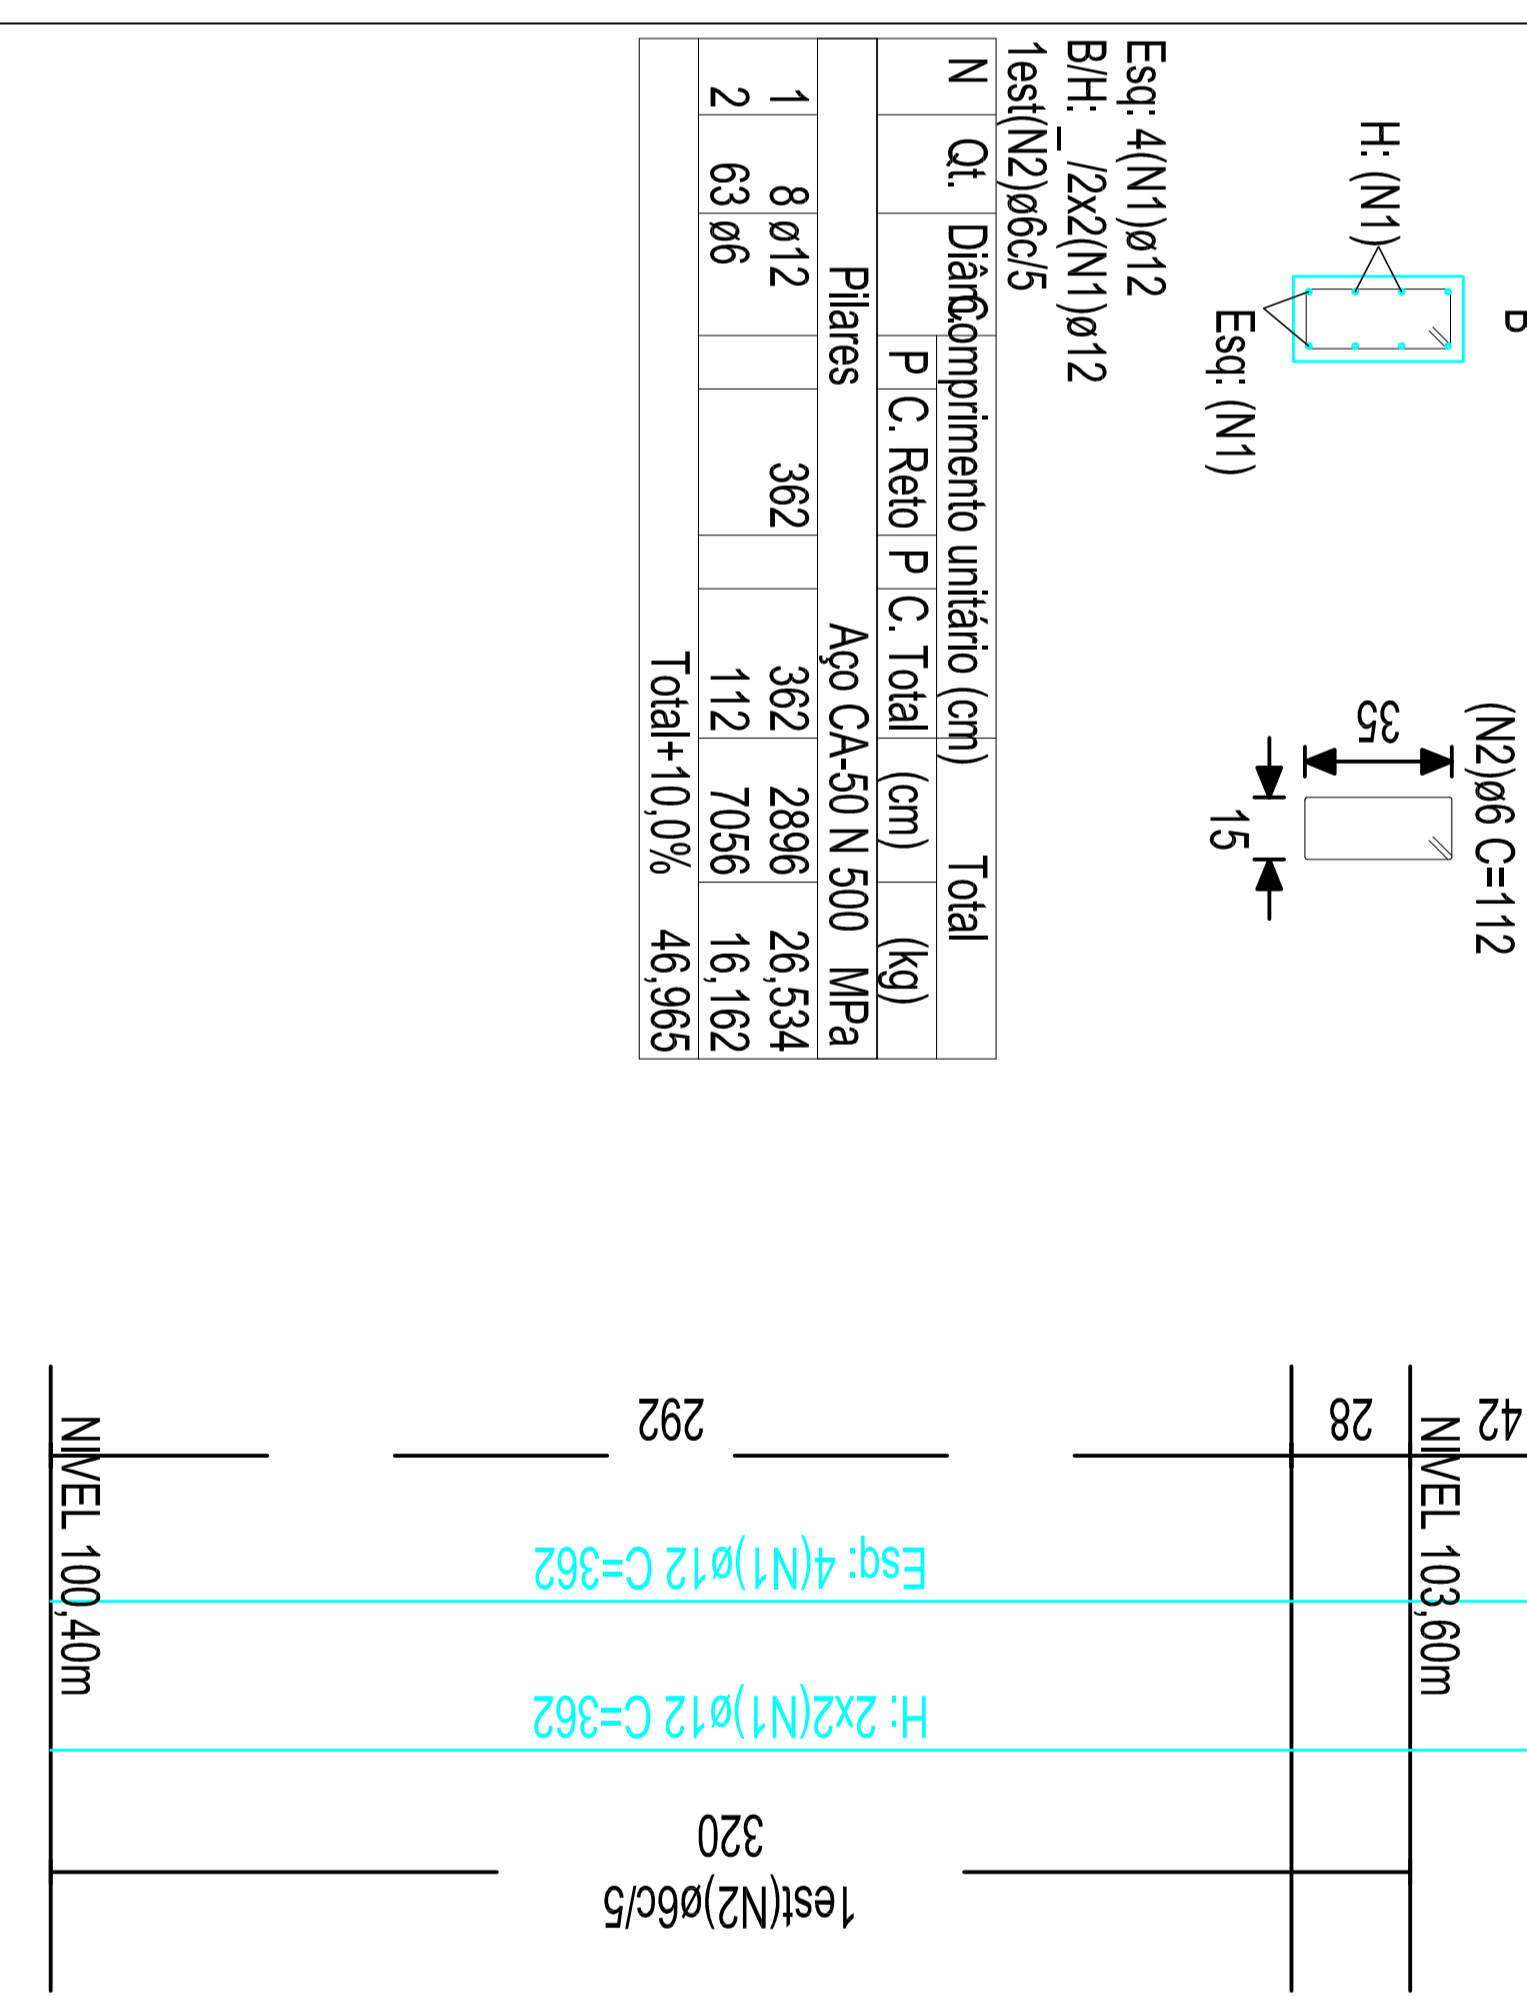 B
H: (N1)
Esq: (N1)
(N2)ø6 C=112
35
15
Esq: 4(N1)ø12
B/H: _ /2x2(N1)ø12
1est(N2)ø6c/5
N Qt. Diâm. Comprimento unitário (cm) Total
P C. Reto P C. Total (cm) (kg)
Pilares Aço CA-50 N 500 MPa
1 8 ø12 362 362 2896 26,534
2 63 ø6 112 7056 16,162
Total+10,0% 46,965
42
NIVEL 103,60m
28
292
Esq: 4(N1)ø12 C=362
H: 2x2(N1)ø12 C=362
320
1est(N2)ø6c/5
NIVEL 100,40m